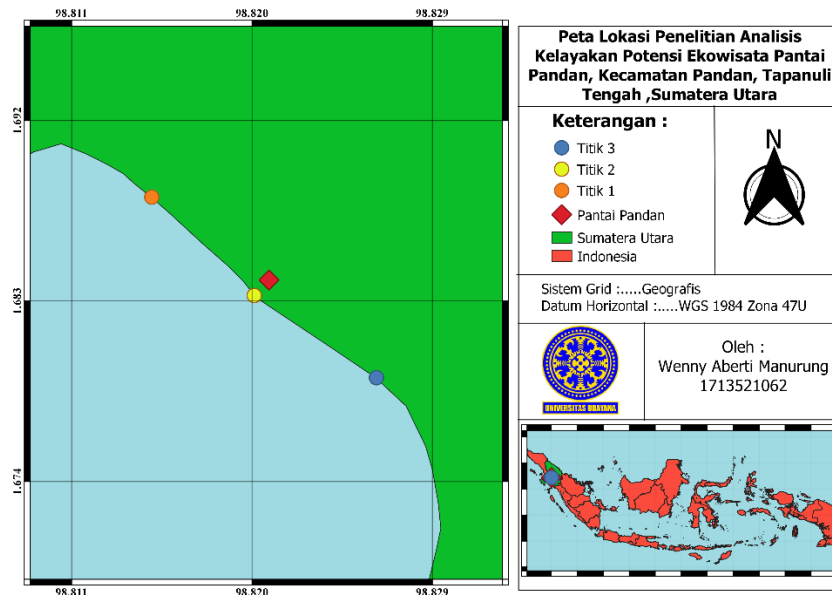 98.811 98.820 98.829
1.692
1.683
1.674
98.811 98.820 98.829
Peta Lokasi Penelitian Analisis
Kelayakan Potensi Ekowisata Pantai
Pandan, Kecamatan Pandan, Tapanuli
Tengah ,Sumatera Utara
Keterangan :
Titik 3
Titik 2
Titik 1
Pantai Pandan
Sumatera Utara
Indonesia
N
Sistem Grid :.....Geografis
Datum Horizontal :....WGS 1984 Zona 47U
UNIVERSITAS UDAYANA
Oleh :
Wenny Aberti Manurung
1713521062